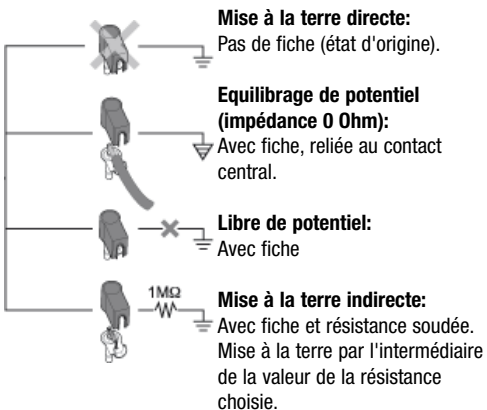 Mise à la terre directe:
Pas de fiche (état d'origine).
Equilibrage de potentiel
(impédance 0 Ohm):
Avec fiche, reliée au contact
central.
Libre de potentiel:
Avec fiche
1MΩ
Mise à la terre indirecte:
Avec fiche et résistance soudée.
Mise à la terre par l'intermédiaire
de la valeur de la résistance
choisie.